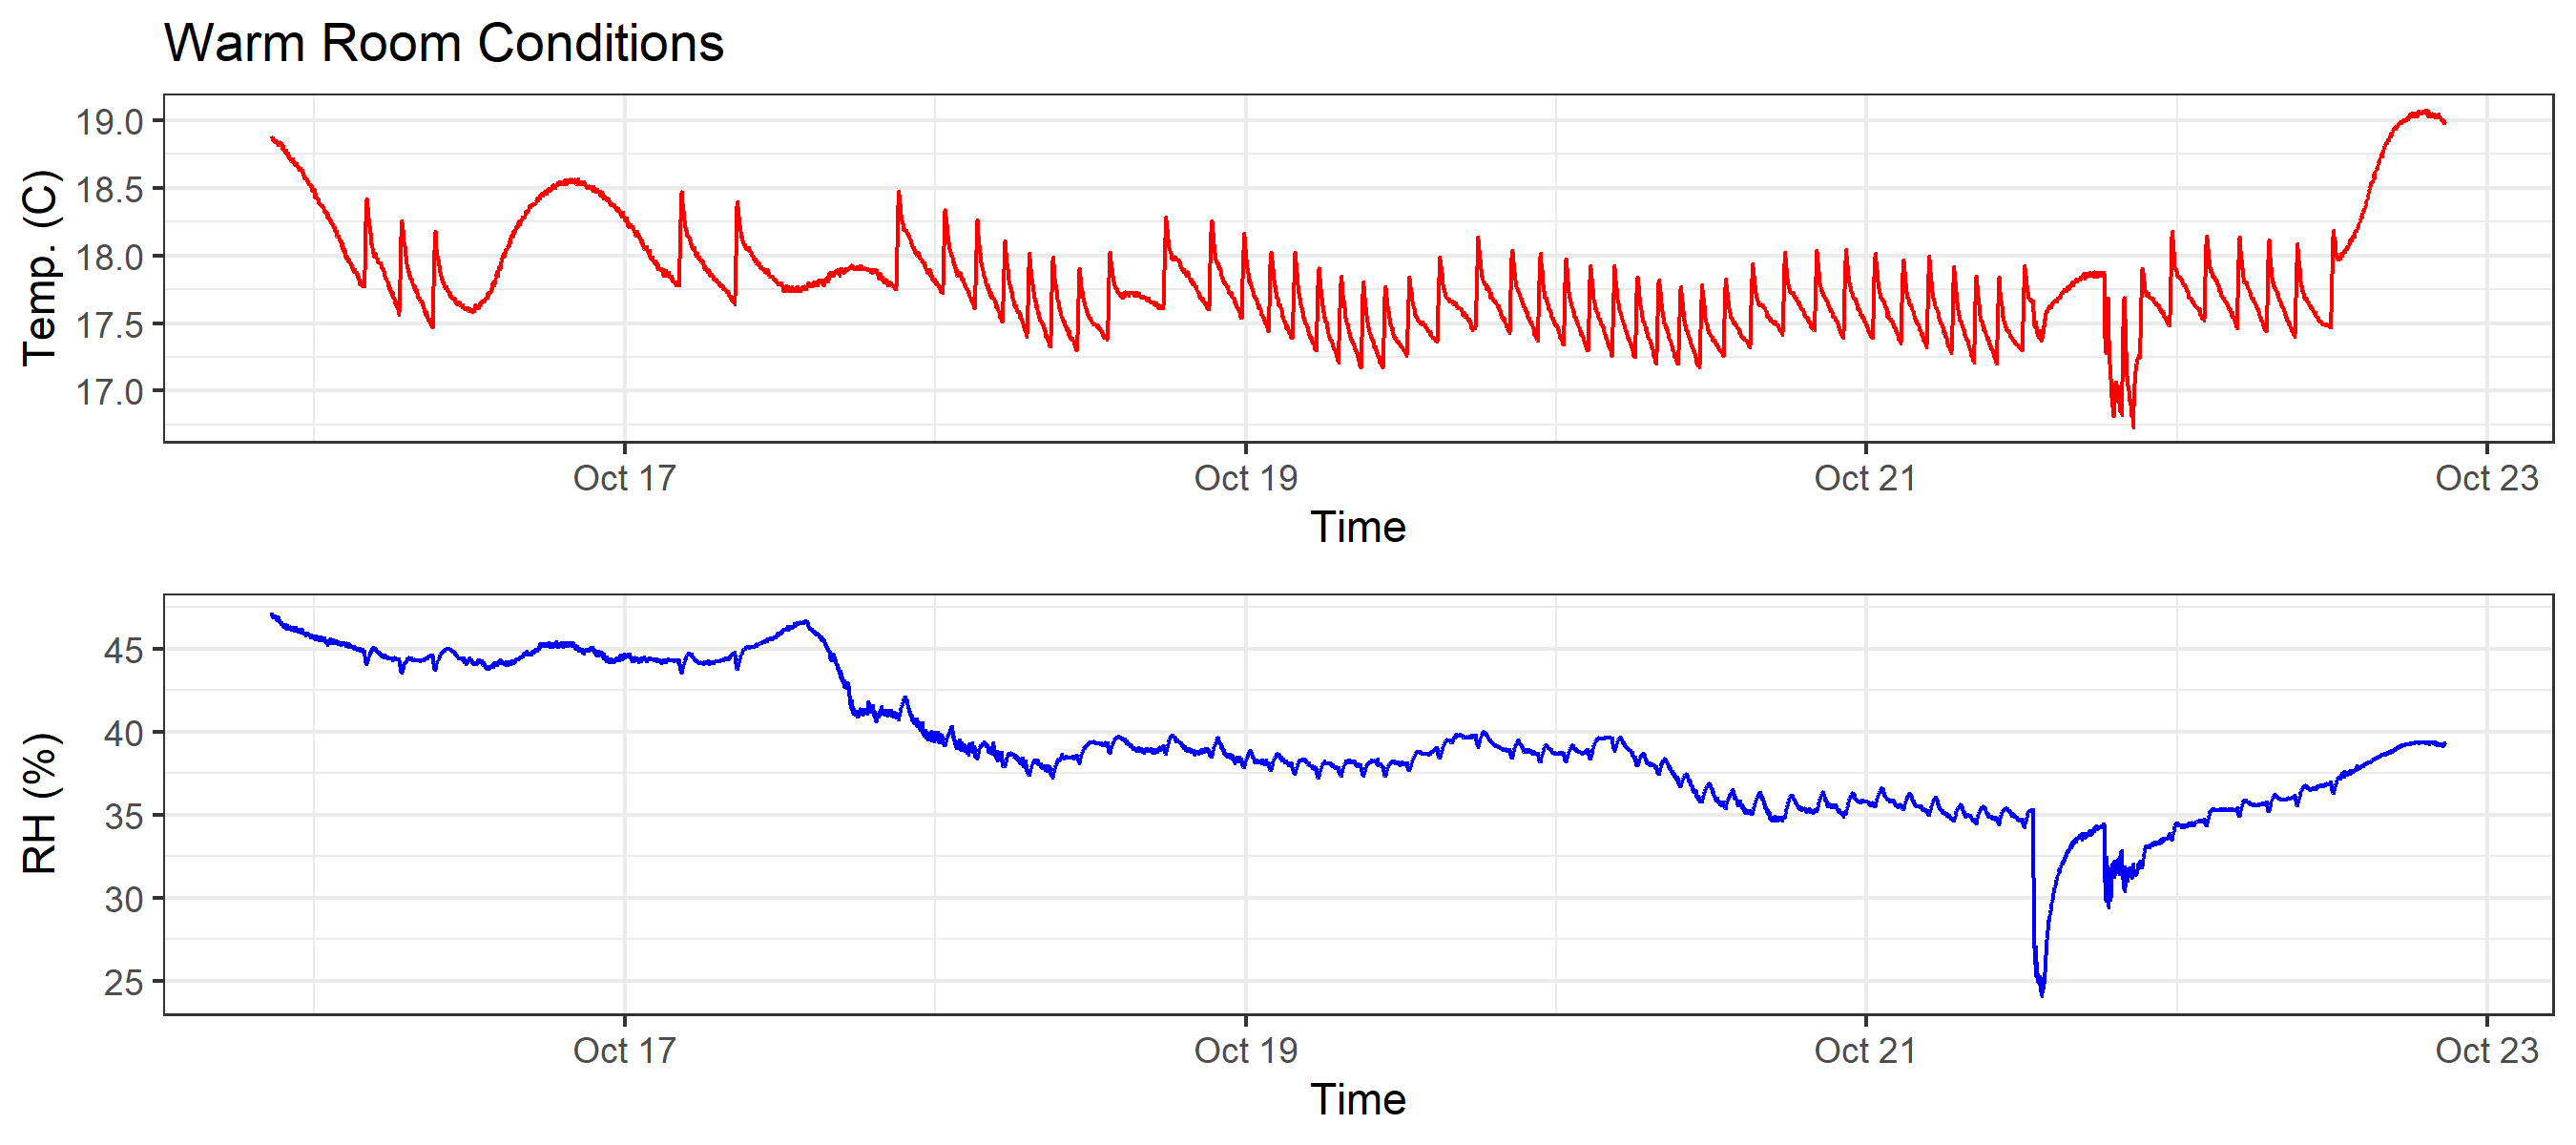 Warm Room Conditions
Temp. (C)
19.0
18.5
18.0
17.5
17.0
Oct 17 Oct 19 Oct 21 Oct 23
Time
RH (%)
45
40
35
30
25
Oct 17 Oct 19 Oct 21 Oct 23
Time